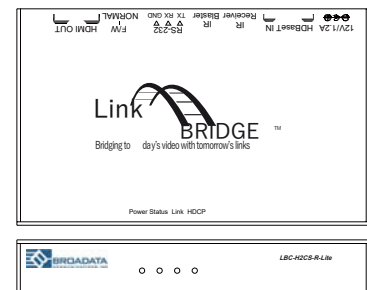 HDMI OUT F/W NORMAL RS-232 TX RX GND IR Blaster IR Receiver HDBaseT IN 12V/1.2A
Link
BRIDGE ™
Bridging to day's video with tomorrow's links
Power Status Link HDCP
BROADATA
LBC-H2CS-R-Lite